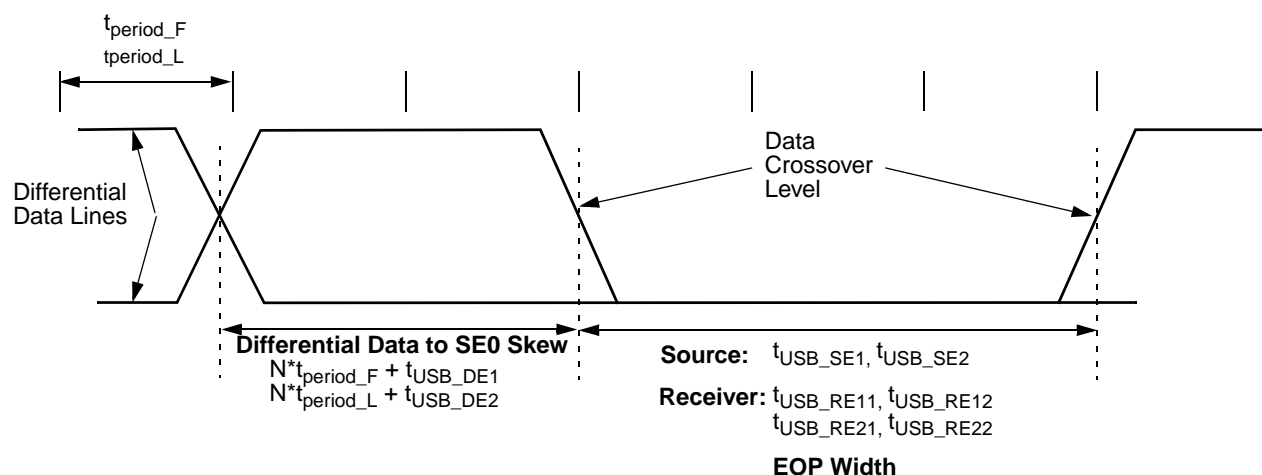 tperiod_F
tperiod_L
Data
Crossover
Level
Differential
Data Lines
Differential Data to SE0 Skew
N*tperiod_F + tUSB_DE1
N*tperiod_L + tUSB_DE2
Source: tUSB_SE1, tUSB_SE2
Receiver: tUSB_RE11, tUSB_RE12
tUSB_RE21, tUSB_RE22
EOP Width